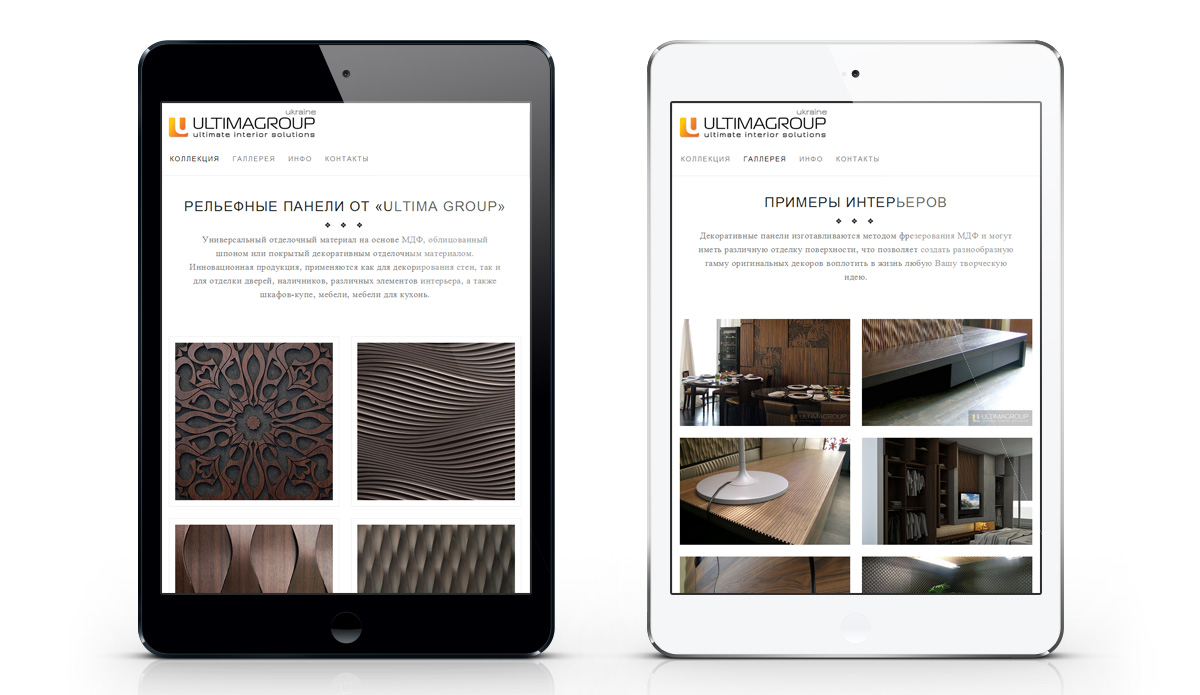 ukraine
ULTIMAGROUP
ultimate interior solutions
КОЛЛЕКЦИЯ ГАЛЛЕРЕЯ ИНФО КОНТАКТЫ
РЕЛЬЕФНЫЕ ПАНЕЛИ ОТ «ULTIMA GROUP»
Универсальный отделочный материал на основе МДФ, облицованный
шпоном или покрытый декоративным отделочным материалом.
Инновационная продукция, применяются как для декорирования стен, так и
для отделки дверей, наличников, различных элементов интерьера, а также
шкафов-купе, мебели, мебели для кухонь.
ukraine
ULTIMAGROUP
ultimate interior solutions
КОЛЛЕКЦИЯ ГАЛЛЕРЕЯ ИНФО КОНТАКТЫ
ПРИМЕРЫ ИНТЕРЬЕРОВ
Декоративные панели изготавливаются методом фрезерования МДФ и могут
иметь различную отделку поверхности, что позволяет создать разнообразную
гамму оригинальных декоров воплотить в жизнь любую Вашу творческую
идею.
ULTIMAGROUP
ULTIMAGROUP